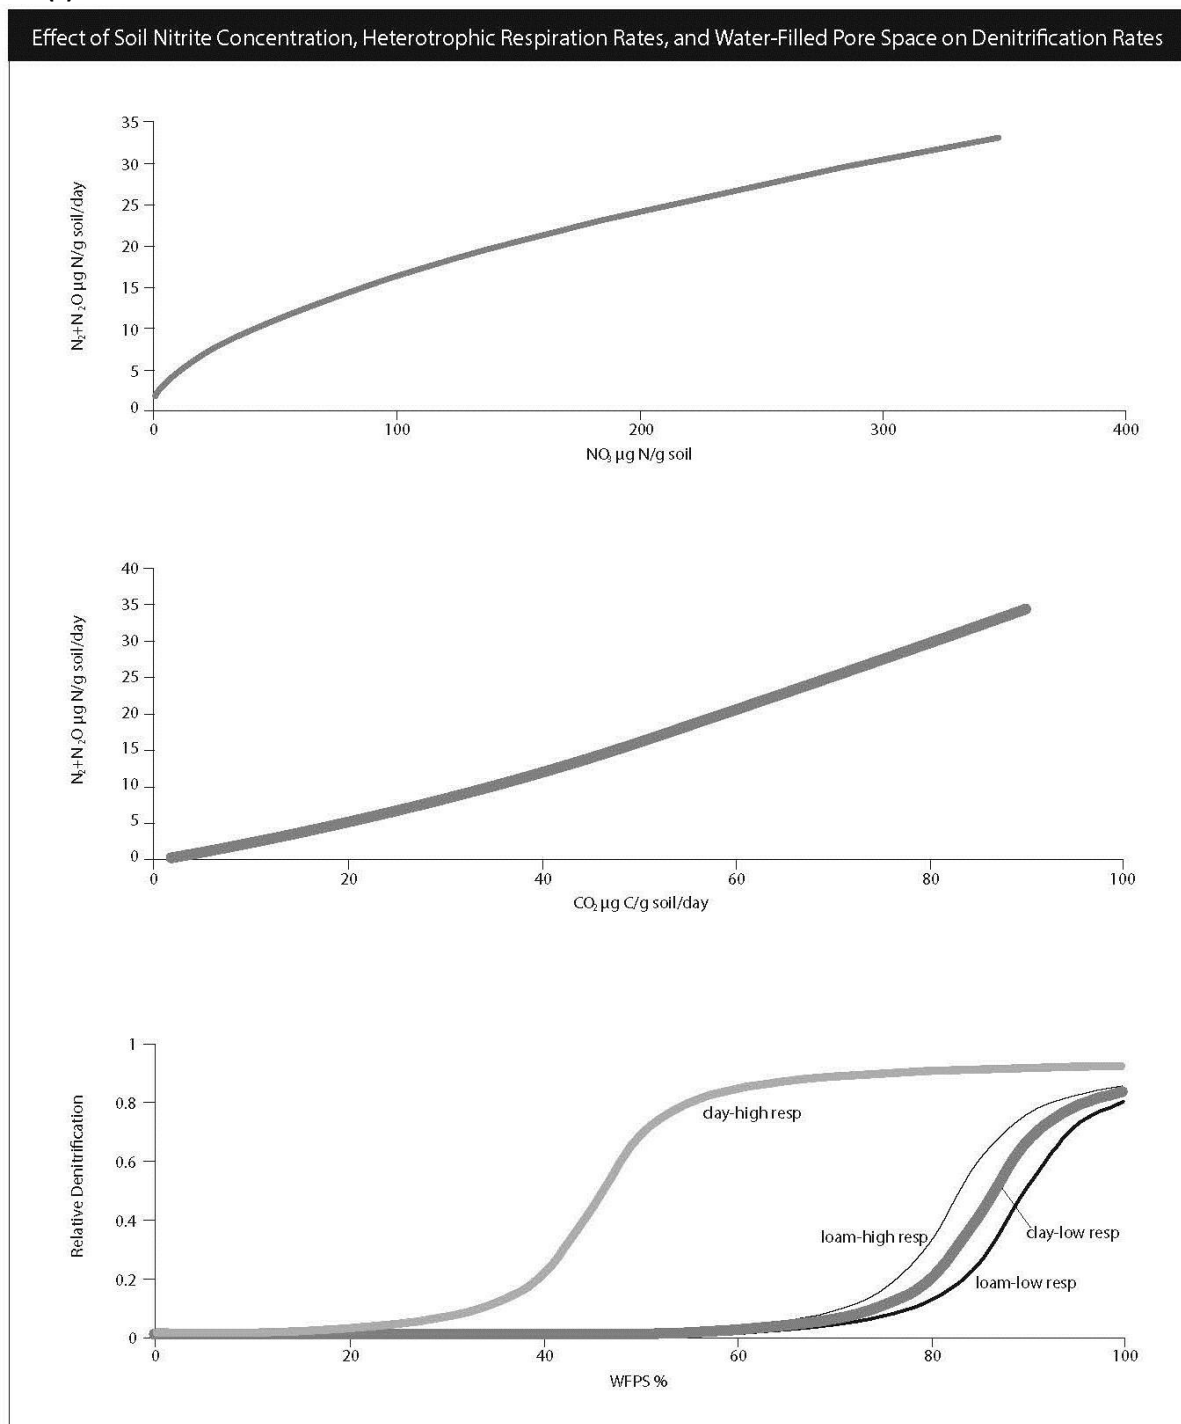 Effect of Soil Nitrite Concentration, Heterotrophic Respiration Rates, and Water-Filled Pore Space on Denitrification Rates
35
30
25
20
15
10
5
0
N₂+N₂O µg N/g soil/day
0 100 200 300 400
NO₃ µg N/g soil
40
35
30
25
20
15
10
5
0
N₂+N₂O µg N/g soil/day
0 20 40 60 80 100
CO₂ µg C/g soil/day
1
0.8
0.6
0.4
0.2
0
Relative Denitrification
clay-high resp
loam-high resp
clay-low resp
loam-low resp
0 20 40 60 80 100
WFPS %